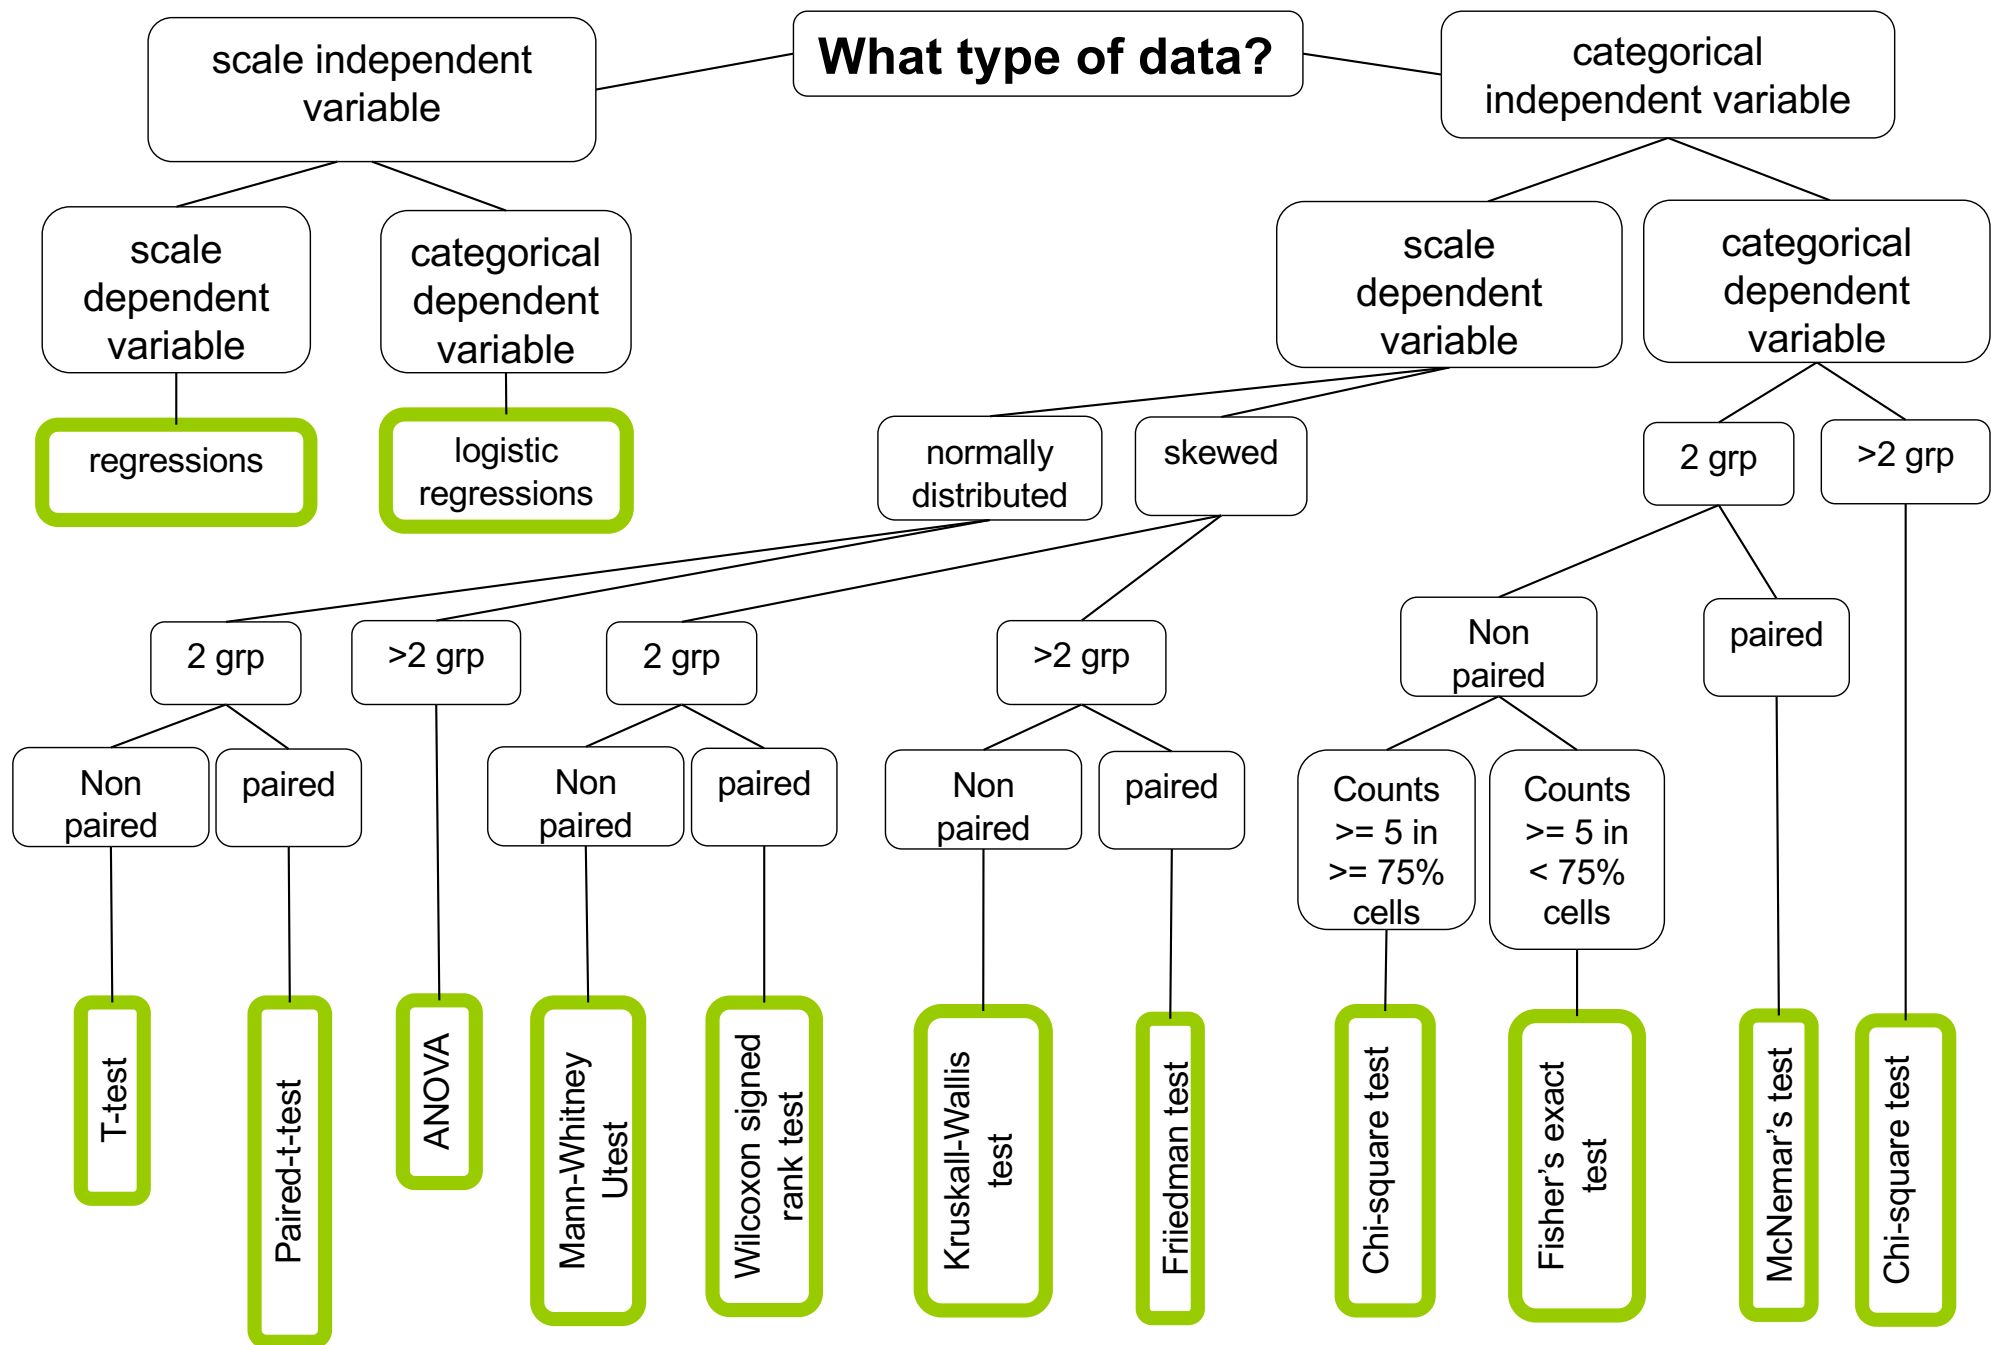 What type of data?
scale independent
variable
categorical
independent variable
scale
dependent
variable
categorical
dependent
variable
scale
dependent
variable
categorical
dependent
variable
regressions
logistic
regressions
normally
distributed
skewed
2 grp
>2 grp
2 grp
>2 grp
2 grp
>2 grp
Non
paired
paired
Non
paired
paired
Non
paired
paired
Non
paired
paired
Counts
>= 5 in
>= 75%
cells
Counts
>= 5 in
< 75%
cells
T-test
Paired-t-test
ANOVA
Mann-Whitney
Utest
Wilcoxon signed
rank test
Kruskall-Wallis
test
Friiedman test
Chi-square test
Fisher’s exact
test
McNemar’s test
Chi-square test